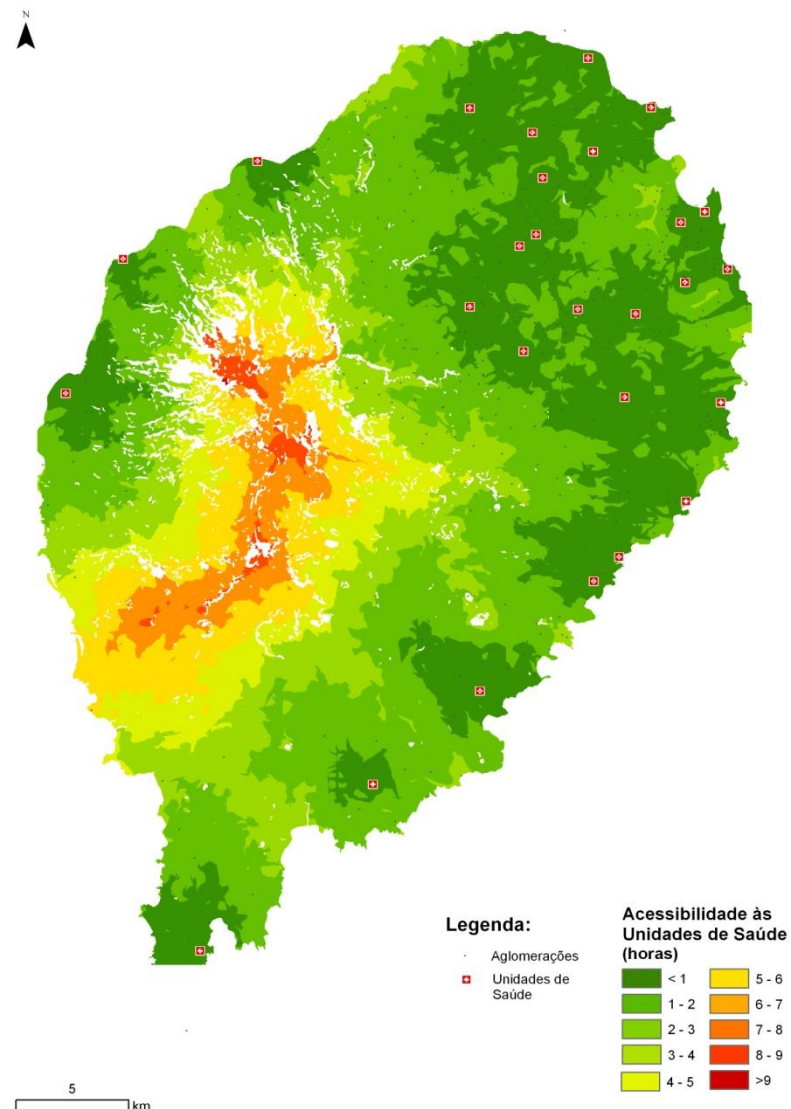 N
Legenda:
Aglomerações
Unidades de
Saúde
Acessibilidade às
Unidades de Saúde
(horas)
< 1
1 - 2
2 - 3
3 - 4
4 - 5
5 - 6
6 - 7
7 - 8
8 - 9
>9
5
km